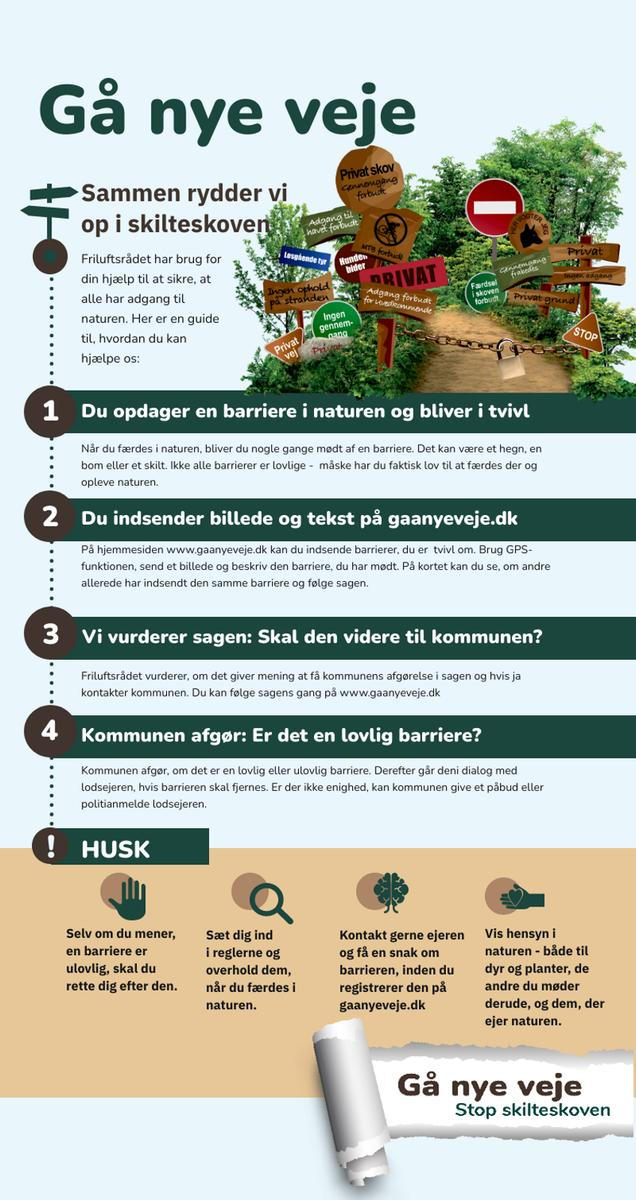 Gå nye veje
Sammen rydder vi
op i skilteskoven
Friluftsrådet har brug for
din hjælp til at sikre, at
alle har adgang til
naturen. Her er en guide
til, hvordan du kan
hjælpe os:
Privat skov
Gennemgang
forbudt
Adgang til
havet forbudt
MTB forbudt
Løsgående tyr
Hunden
bider
PRIVAT
Ingen ophold
på stranden
Adgang forbudt
for uvedkommende
Ingen
gennem-
gang
Privat
vej
Privat
HER VOGTER JEG
Gennemgang
frabedes
Privat
Ingen adgang
Færdsel
i skoven
forbudt
Privat grund
STOP
1 Du opdager en barriere i naturen og bliver i tvivl
Når du færdes i naturen, bliver du nogle gange mødt af en barriere. Det kan være et hegn, en
bom eller et skilt. Ikke alle barrierer er lovlige - måske har du faktisk lov til at færdes der og
opleve naturen.
2 Du indsender billede og tekst på gaanyeveje.dk
På hjemmesiden www.gaanyeveje.dk kan du indsende barrierer, du er tvivl om. Brug GPS-
funktionen, send et billede og beskriv den barriere, du har mødt. På kortet kan du se, om andre
allerede har indsendt den samme barriere og følge sagen.
3 Vi vurderer sagen: Skal den videre til kommunen?
Friluftsrådet vurderer, om det giver mening at få kommunens afgørelse i sagen og hvis ja
kontakter kommunen. Du kan følge sagens gang på www.gaanyeveje.dk
4 Kommunen afgør: Er det en lovlig barriere?
Kommunen afgør, om det er en lovlig eller ulovlig barriere. Derefter går deni dialog med
lodsejeren, hvis barrieren skal fjernes. Er der ikke enighed, kan kommunen give et påbud eller
politianmelde lodsejeren.
! HUSK
Selv om du mener,
en barriere er
ulovlig, skal du
rette dig efter den.
Sæt dig ind
i reglerne og
overhold dem,
når du færdes i
naturen.
Kontakt gerne ejeren
og få en snak om
barrieren, inden du
registrerer den på
gaanyeveje.dk
Vis hensyn i
naturen - både til
dyr og planter, de
andre du møder
derude, og dem, der
ejer naturen.
Gå nye veje
Stop skilteskoven